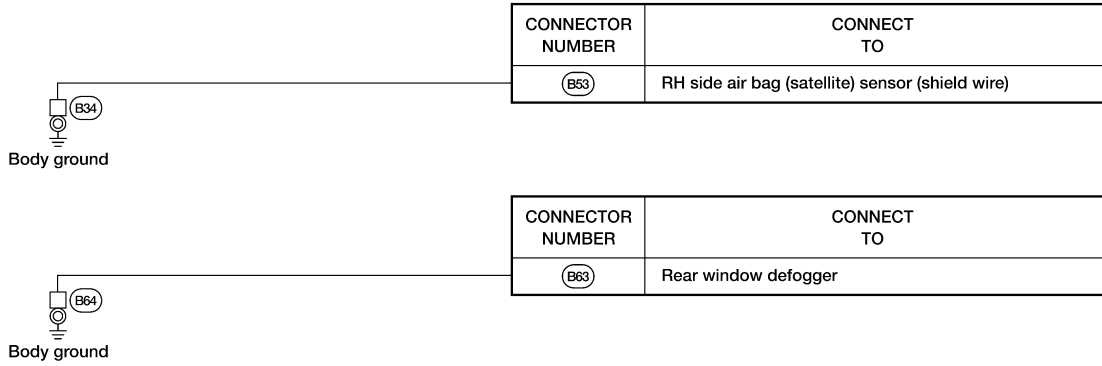 CONNECTOR NUMBER
CONNECT TO
B53
RH side air bag (satellite) sensor (shield wire)
B34
Body ground
CONNECTOR NUMBER
CONNECT TO
B63
Rear window defogger
B64
Body ground